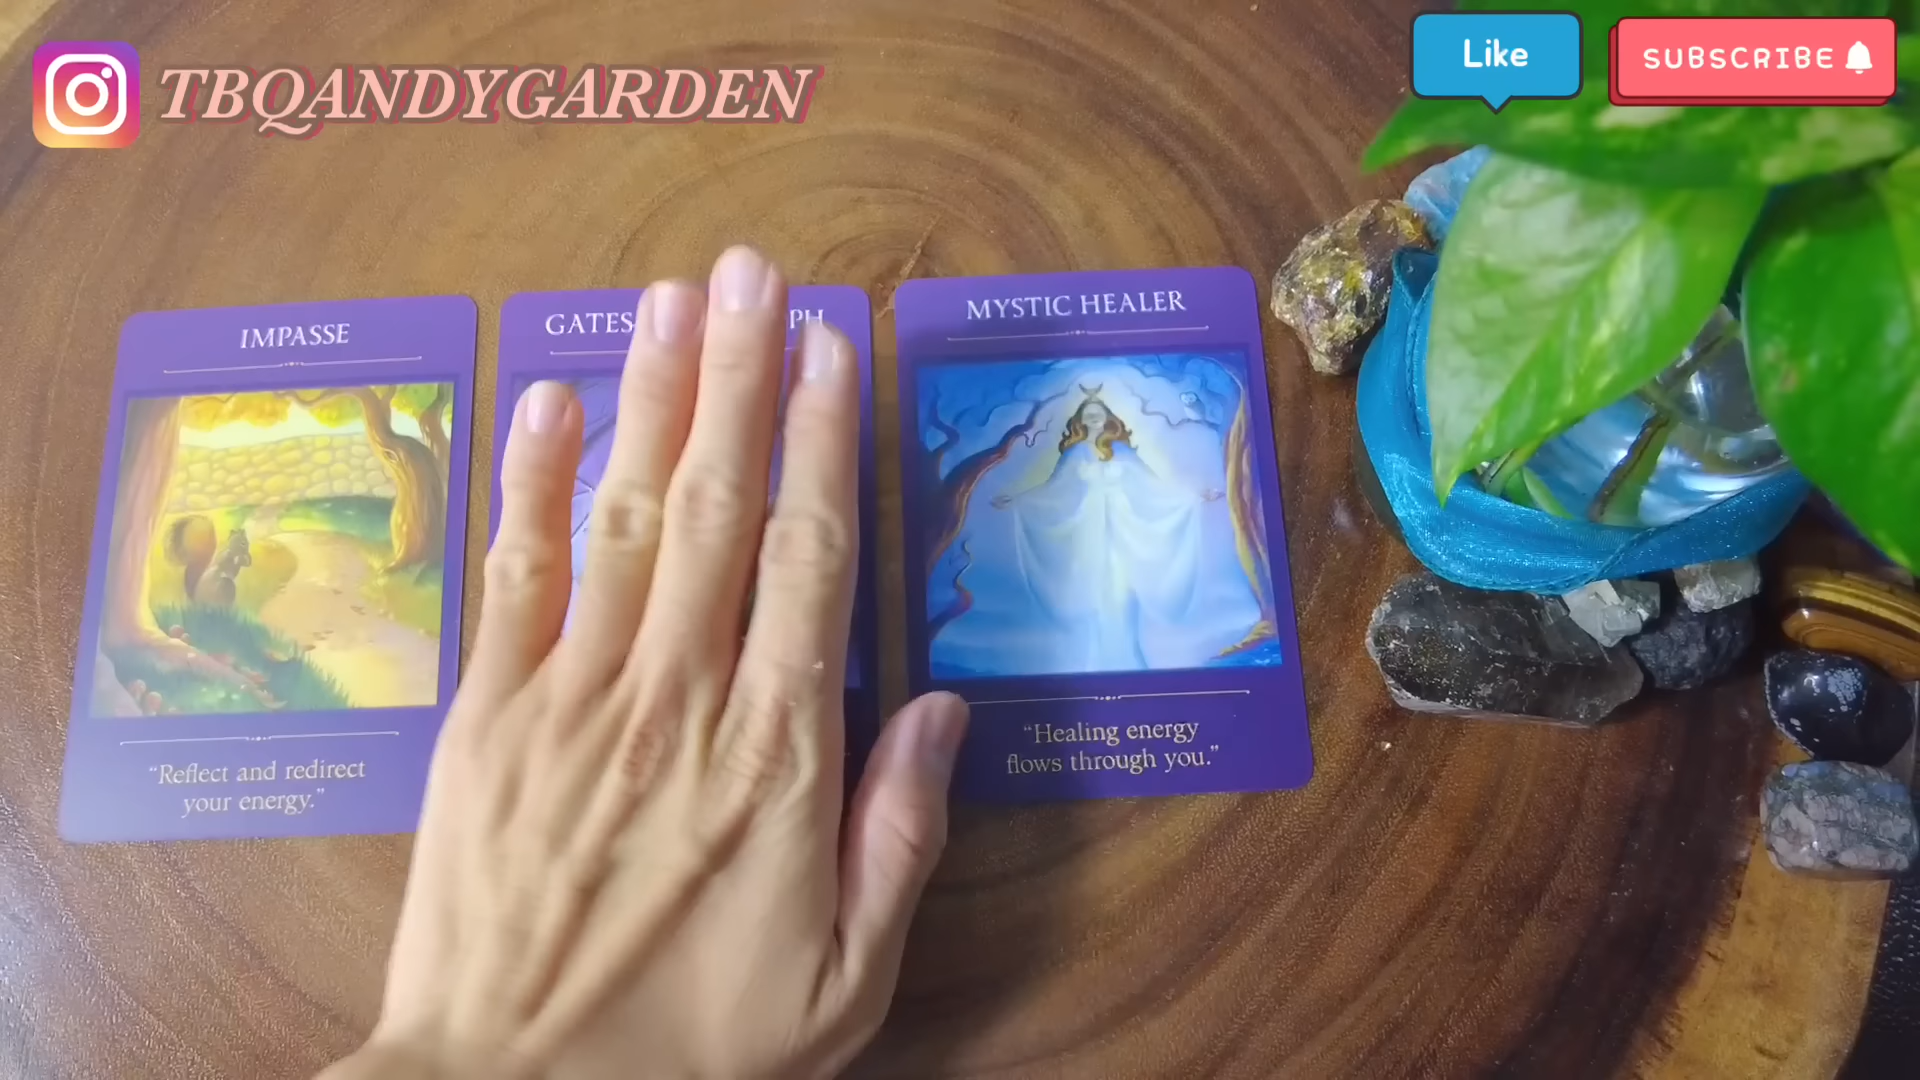 TBQANDYGARDEN
Like
SUBSCRIBE
IMPASSE
GATES
MYSTIC HEALER
“Reflect and redirect
your energy.”
“Healing energy
flows through you.”